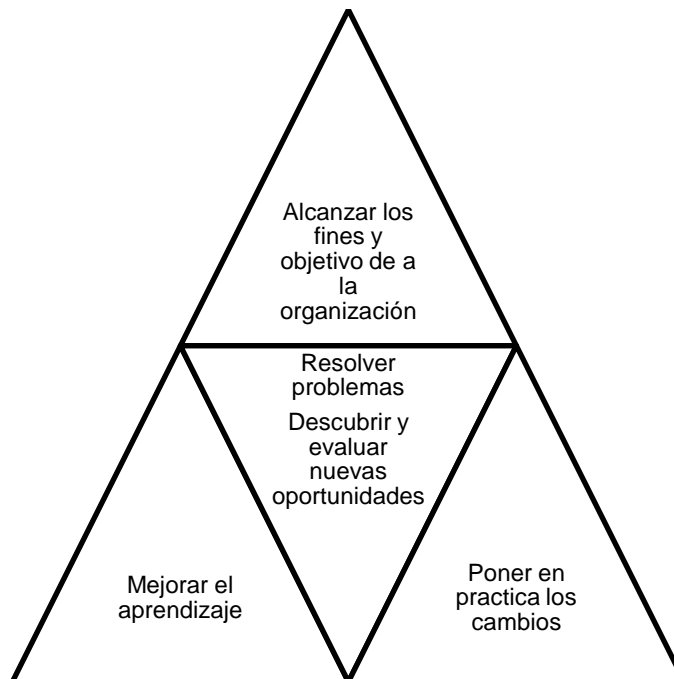 Alcanzar los
fines y
objetivo de a
la
organización
Resolver
problemas
Descubrir y
evaluar
nuevas
oportunidades
Mejorar el
aprendizaje
Poner en
practica los
cambios